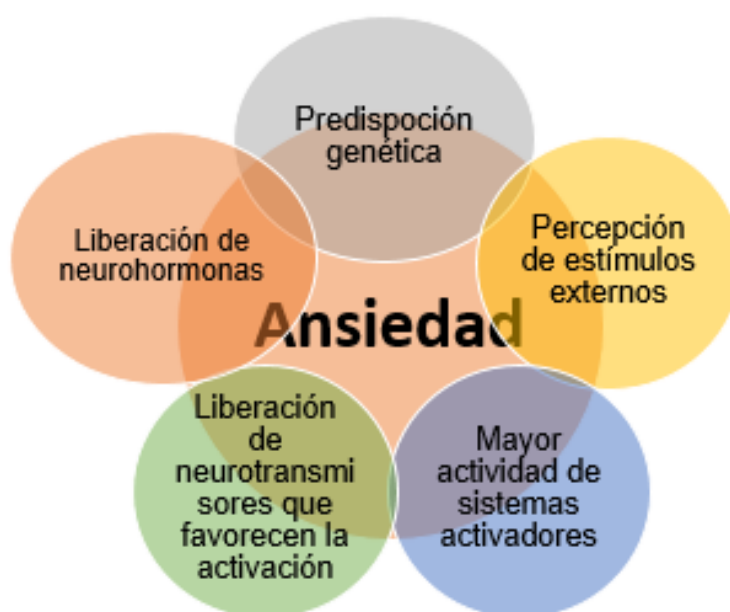 Predispoción
genética
Percepción
de estímulos
externos
Liberación de
neurohormonas
Ansiedad
Liberación
de
neurotransmi
sores que
favorecen la
activación
Mayor
actividad de
sistemas
activadores